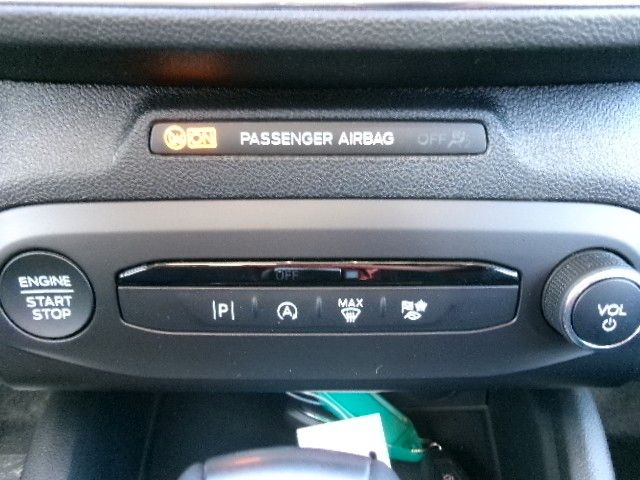 ON PASSENGER AIRBAG OFF
ENGINE
START
STOP
OFF
|P| A MAX
VOL